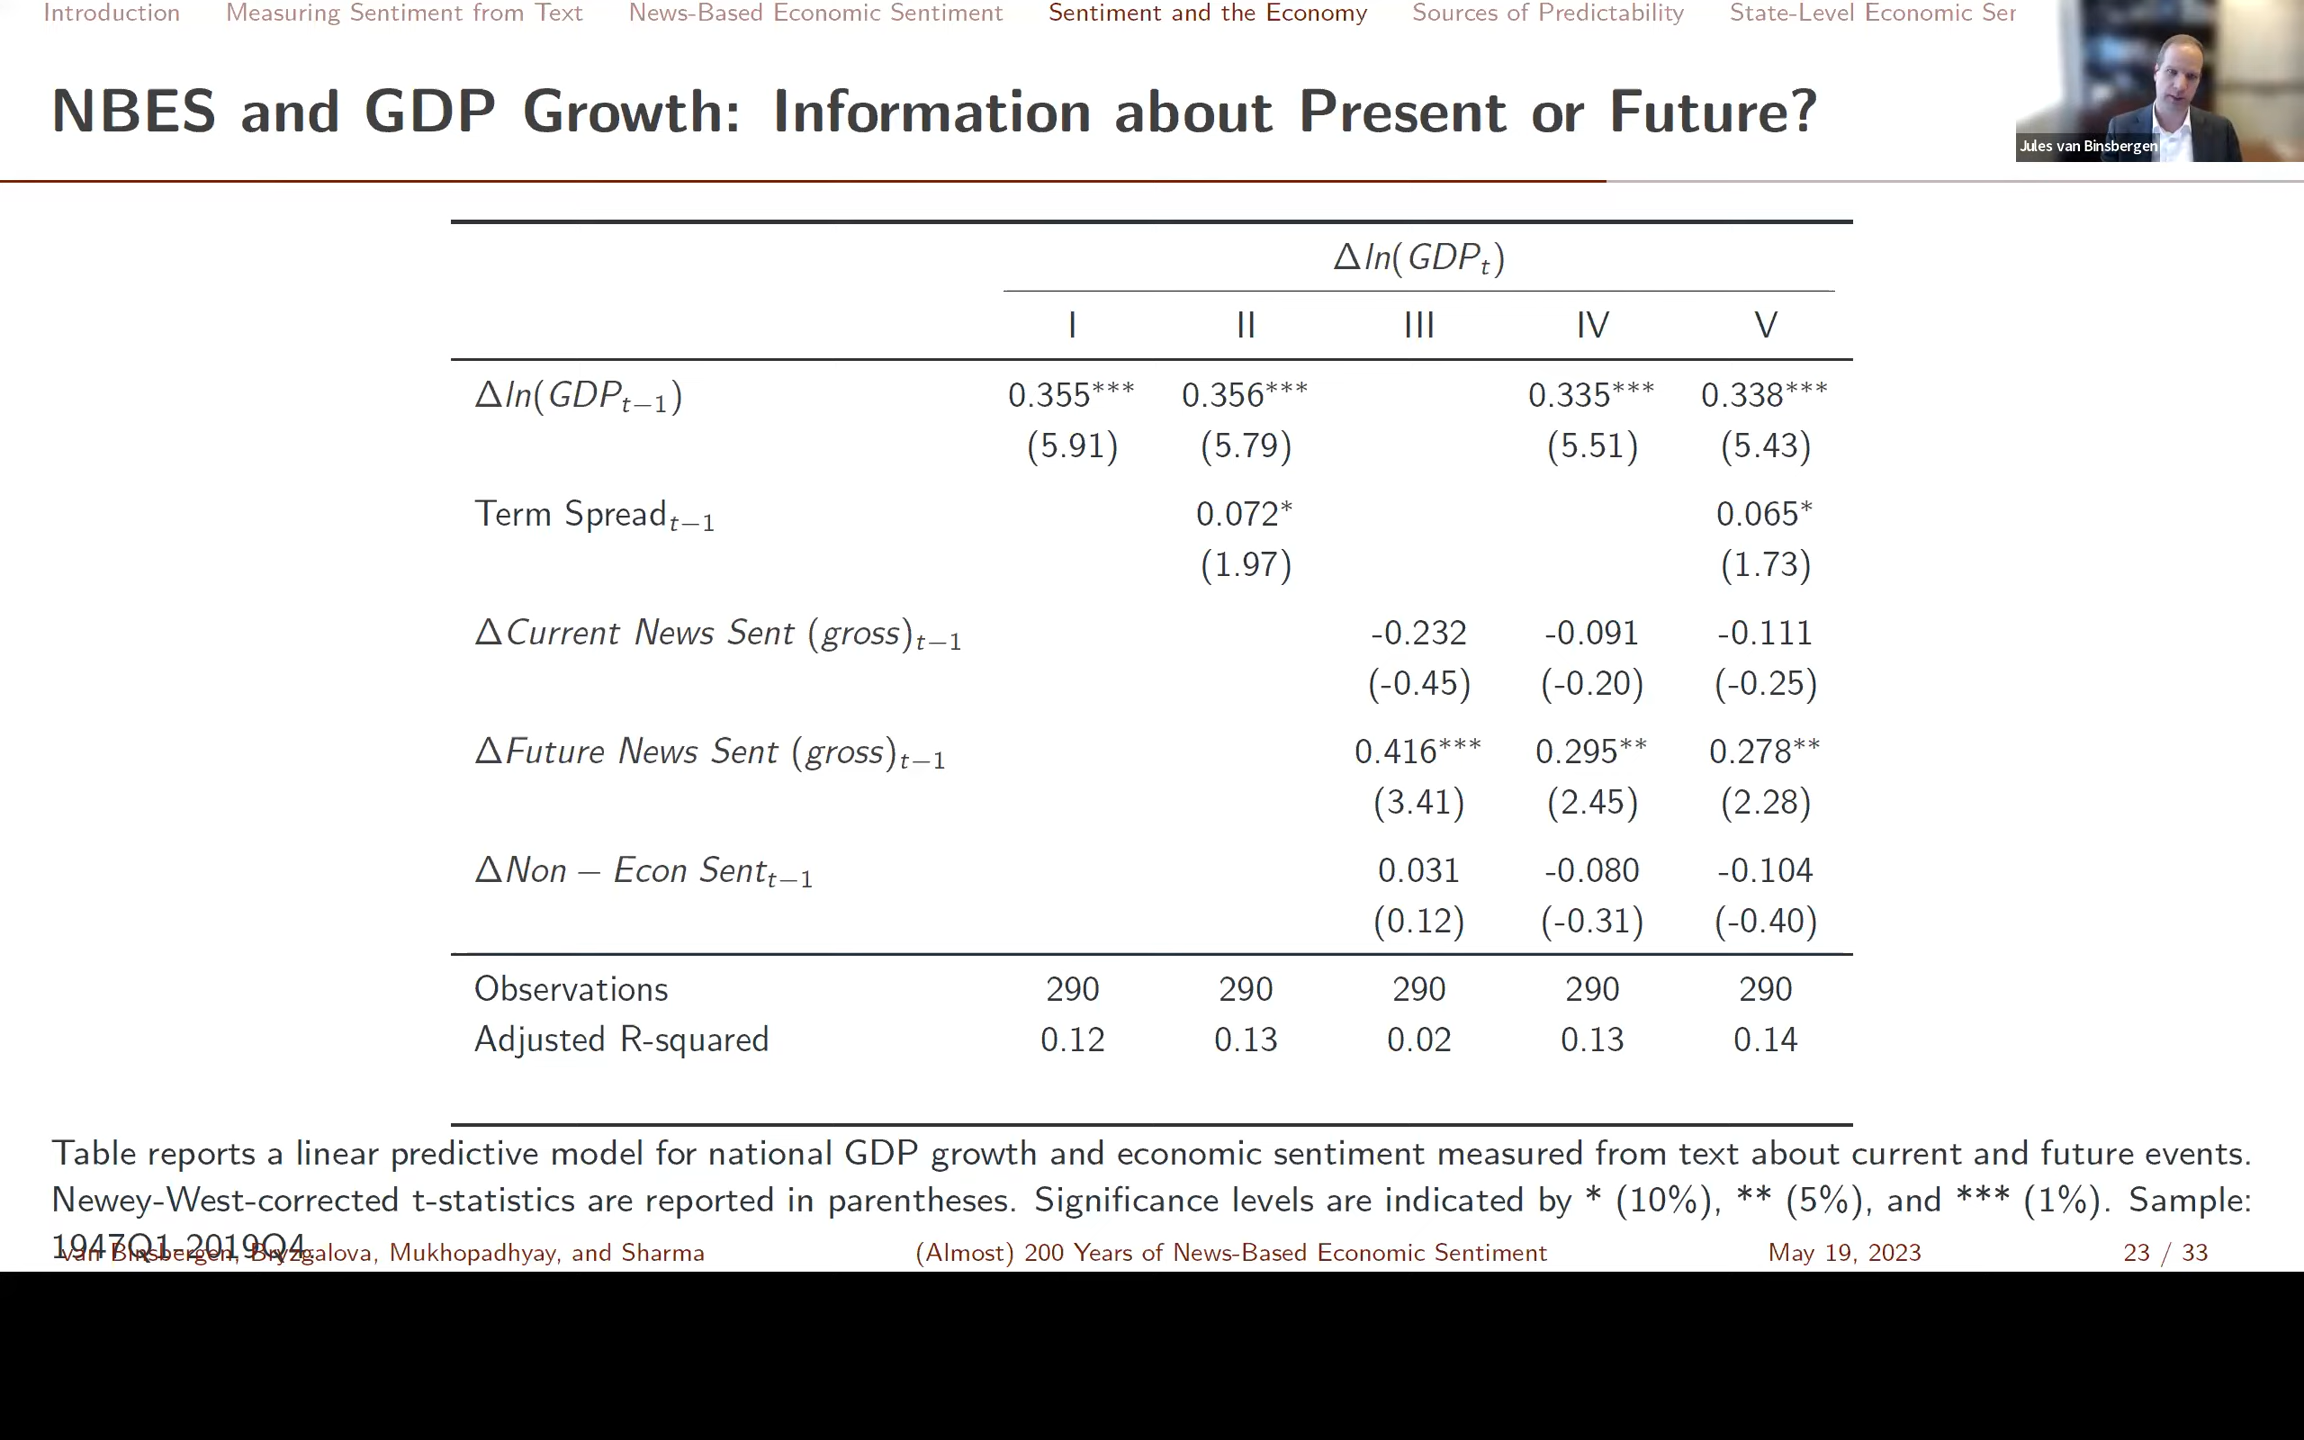 Introduction Measuring Sentiment from Text News-Based Economic Sentiment Sentiment and the Economy Sources of Predictability State-Level Economic Ser
NBES and GDP Growth: Information about Present or Future?
Jules van Binsbergen
Δln(GDPₜ)
I II III IV V
Δln(GDPₜ₋₁) 0.355*** 0.356*** 0.335*** 0.338***
(5.91) (5.79) (5.51) (5.43)
Term Spreadₜ₋₁ 0.072* 0.065*
(1.97) (1.73)
ΔCurrent News Sent (gross)ₜ₋₁ -0.232 -0.091 -0.111
(-0.45) (-0.20) (-0.25)
ΔFuture News Sent (gross)ₜ₋₁ 0.416*** 0.295** 0.278**
(3.41) (2.45) (2.28)
ΔNon − Econ Sentₜ₋₁ 0.031 -0.080 -0.104
(0.12) (-0.31) (-0.40)
Observations 290 290 290 290 290
Adjusted R-squared 0.12 0.13 0.02 0.13 0.14
Table reports a linear predictive model for national GDP growth and economic sentiment measured from text about current and future events.
Newey-West-corrected t-statistics are reported in parentheses. Significance levels are indicated by * (10%), ** (5%), and *** (1%). Sample:
1947Q1-2019Q4.
van Binsbergen, Bryzgalova, Mukhopadhyay, and Sharma (Almost) 200 Years of News-Based Economic Sentiment May 19, 2023 23 / 33